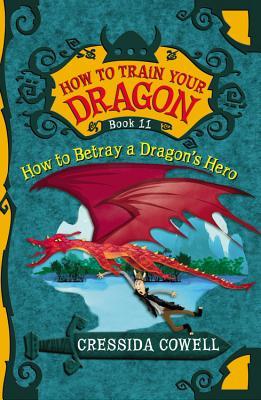 HOW TO TRAIN YOUR
DRAGON
Book 11
How to Betray a Dragon's Hero
CRESSIDA COWELL